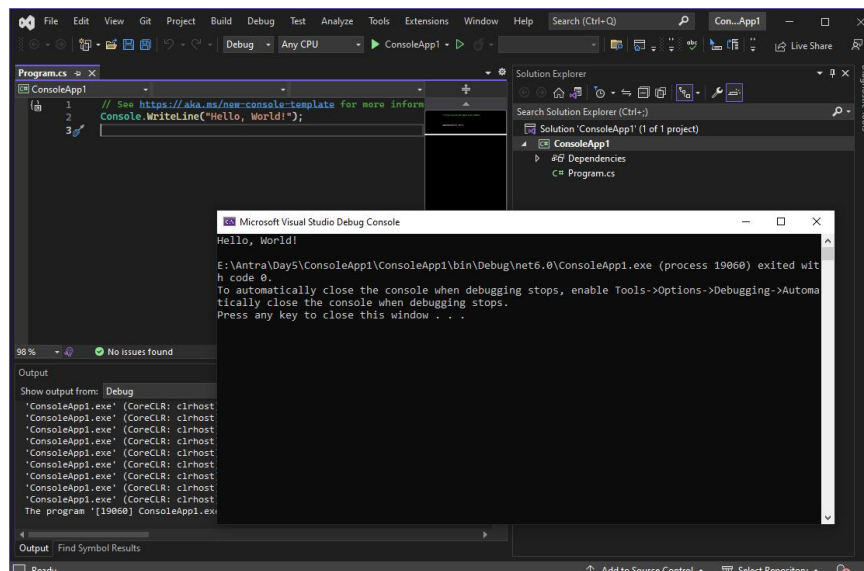 File Edit View Git Project Build Debug Test Analyze Tools Extensions Window Help Search (Ctrl+Q) Con...App1
Debug Any CPU ConsoleApp1 Live Share
Program.cs
ConsoleApp1
1 // See https://aka.ms/new-console-template for more inform
2 Console.WriteLine("Hello, World!");
3
98 % No issues found
Solution Explorer
Search Solution Explorer (Ctrl+;)
Solution 'ConsoleApp1' (1 of 1 project)
ConsoleApp1
Dependencies
C# Program.cs
Microsoft Visual Studio Debug Console
Hello, World!
E:\Antra\Day5\ConsoleApp1\ConsoleApp1\bin\Debug\net6.0\ConsoleApp1.exe (process 19060) exited wit
h code 0.
To automatically close the console when debugging stops, enable Tools->Options->Debugging->Automa
tically close the console when debugging stops.
Press any key to close this window . . .
Output
Show output from: Debug
'ConsoleApp1.exe' (CoreCLR: clrhost
'ConsoleApp1.exe' (CoreCLR: clrhost
'ConsoleApp1.exe' (CoreCLR: clrhost
'ConsoleApp1.exe' (CoreCLR: clrhost
'ConsoleApp1.exe' (CoreCLR: clrhost
'ConsoleApp1.exe' (CoreCLR: clrhost
'ConsoleApp1.exe' (CoreCLR: clrhost
'ConsoleApp1.exe' (CoreCLR: clrhost
'ConsoleApp1.exe' (CoreCLR: clrhost
The program '[19060] ConsoleApp1.ex
Output Find Symbol Results
Ready Add to Source Control Select Repository